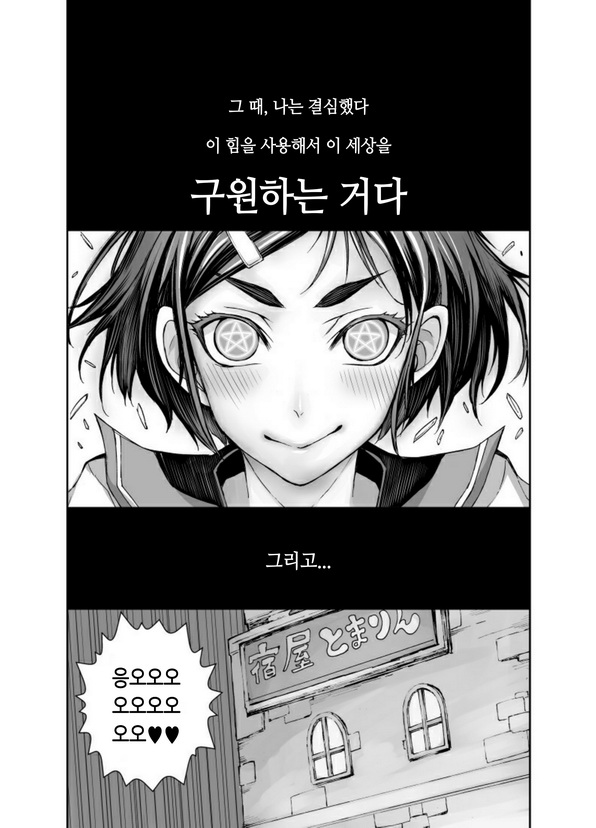 그 때, 나는 결심했다
이 힘을 사용해서 이 세상을
구원하는 거다
그리고...
宿屋 とまりん
응오오오
오오오오
오오♥♥